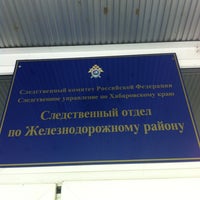 Следственный комитет Российской Федерации
Следственное управление по Хабаровскому краю
Следственный отдел
по Железнодорожному району